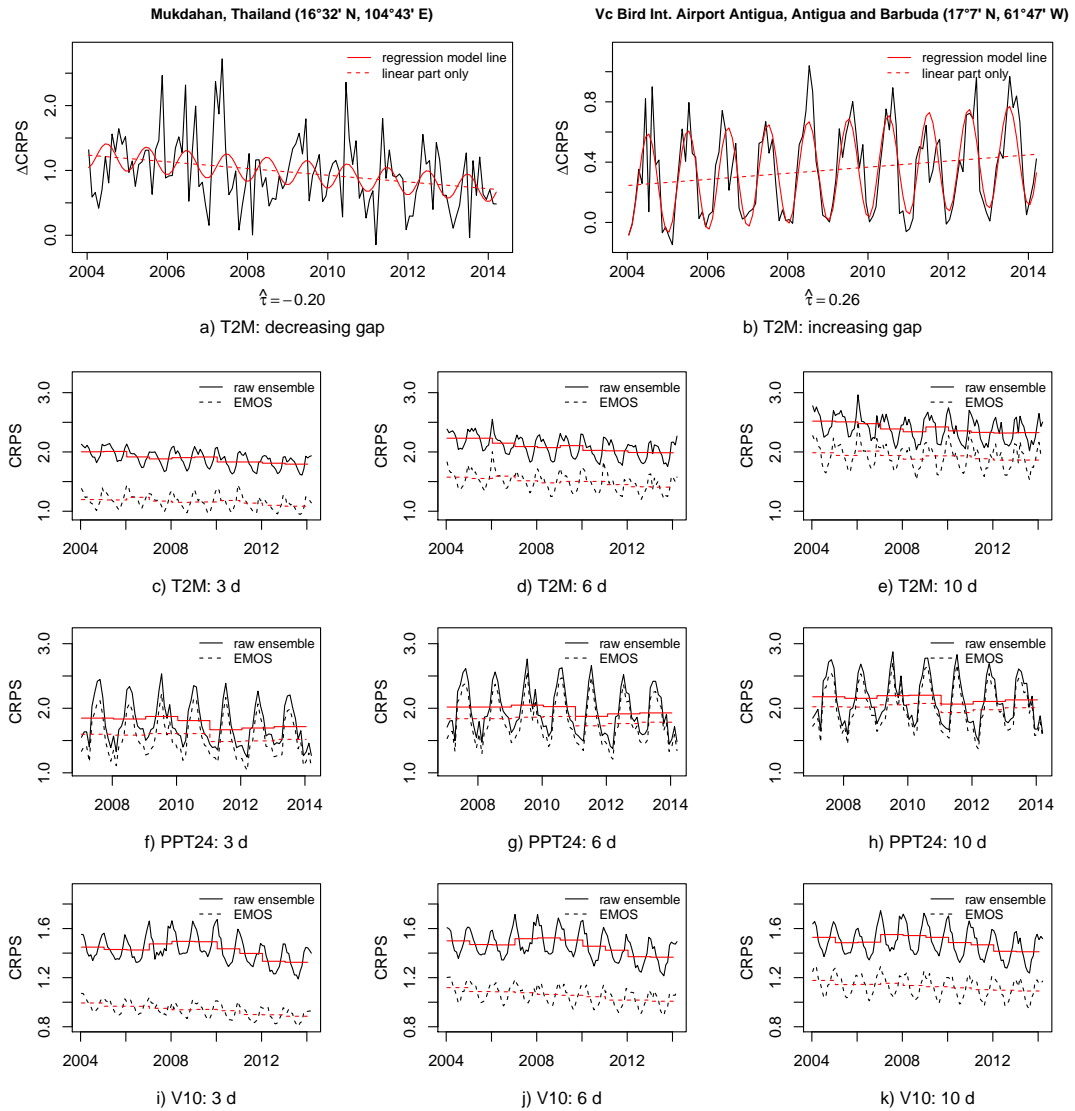 Mukdahan, Thailand (16°32' N, 104°43' E)
Vc Bird Int. Airport Antigua, Antigua and Barbuda (17°7' N, 61°47' W)
ΔCRPS
0.0 1.0 2.0
regression model line
linear part only
2004 2006 2008 2010 2012 2014
τ̂ = −0.20
a) T2M: decreasing gap
ΔCRPS
0.0 0.4 0.8
regression model line
linear part only
2004 2006 2008 2010 2012 2014
τ̂ = 0.26
b) T2M: increasing gap
CRPS
1.0 2.0 3.0
raw ensemble
EMOS
2004 2008 2012
c) T2M: 3 d
CRPS
1.0 2.0 3.0
raw ensemble
EMOS
2004 2008 2012
d) T2M: 6 d
CRPS
1.0 2.0 3.0
raw ensemble
EMOS
2004 2008 2012
e) T2M: 10 d
CRPS
1.0 2.0 3.0
raw ensemble
EMOS
2008 2010 2012 2014
f) PPT24: 3 d
CRPS
1.0 2.0 3.0
raw ensemble
EMOS
2008 2010 2012 2014
g) PPT24: 6 d
CRPS
1.0 2.0 3.0
raw ensemble
EMOS
2008 2010 2012 2014
h) PPT24: 10 d
CRPS
0.8 1.2 1.6
raw ensemble
EMOS
2004 2008 2012
i) V10: 3 d
CRPS
0.8 1.2 1.6
raw ensemble
EMOS
2004 2008 2012
j) V10: 6 d
CRPS
0.8 1.2 1.6
raw ensemble
EMOS
2004 2008 2012
k) V10: 10 d